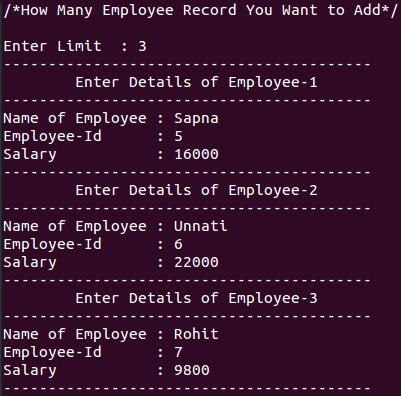 /*How Many Employee Record You Want to Add*/
Enter Limit  : 3
-----------------------------------------
        Enter Details of Employee-1
-----------------------------------------
Name of Employee : Sapna
Employee-Id      : 5
Salary           : 16000
-----------------------------------------
        Enter Details of Employee-2
-----------------------------------------
Name of Employee : Unnati
Employee-Id      : 6
Salary           : 22000
-----------------------------------------
        Enter Details of Employee-3
-----------------------------------------
Name of Employee : Rohit
Employee-Id      : 7
Salary           : 9800
-----------------------------------------